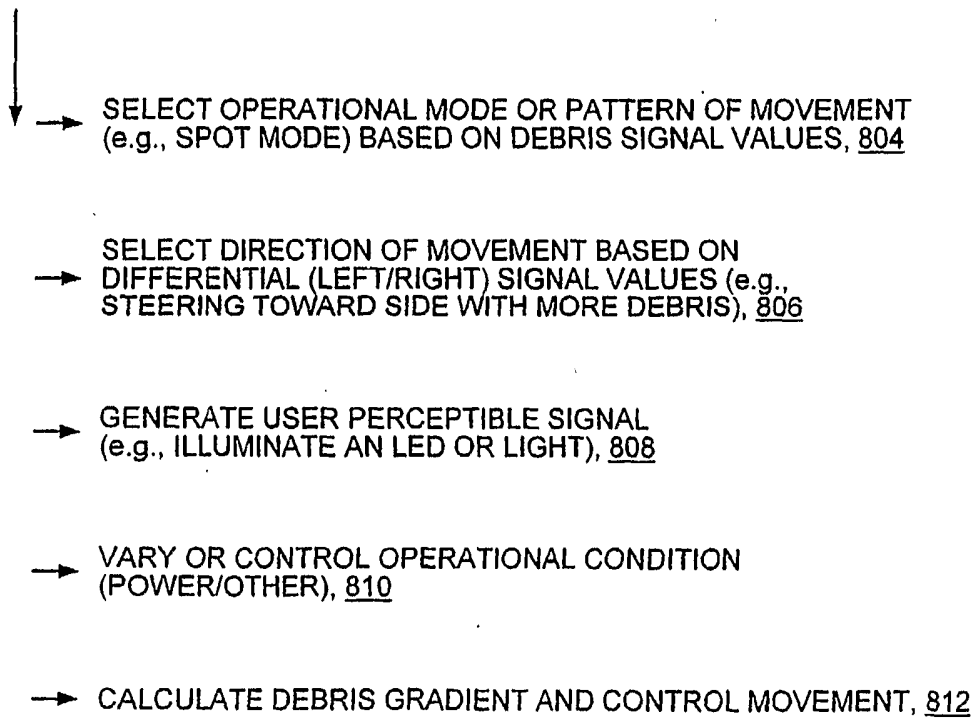 SELECT OPERATIONAL MODE OR PATTERN OF MOVEMENT
(e.g., SPOT MODE) BASED ON DEBRIS SIGNAL VALUES, 804
SELECT DIRECTION OF MOVEMENT BASED ON
DIFFERENTIAL (LEFT/RIGHT) SIGNAL VALUES (e.g.,
STEERING TOWARD SIDE WITH MORE DEBRIS), 806
GENERATE USER PERCEPTIBLE SIGNAL
(e.g., ILLUMINATE AN LED OR LIGHT), 808
VARY OR CONTROL OPERATIONAL CONDITION
(POWER/OTHER), 810
CALCULATE DEBRIS GRADIENT AND CONTROL MOVEMENT, 812